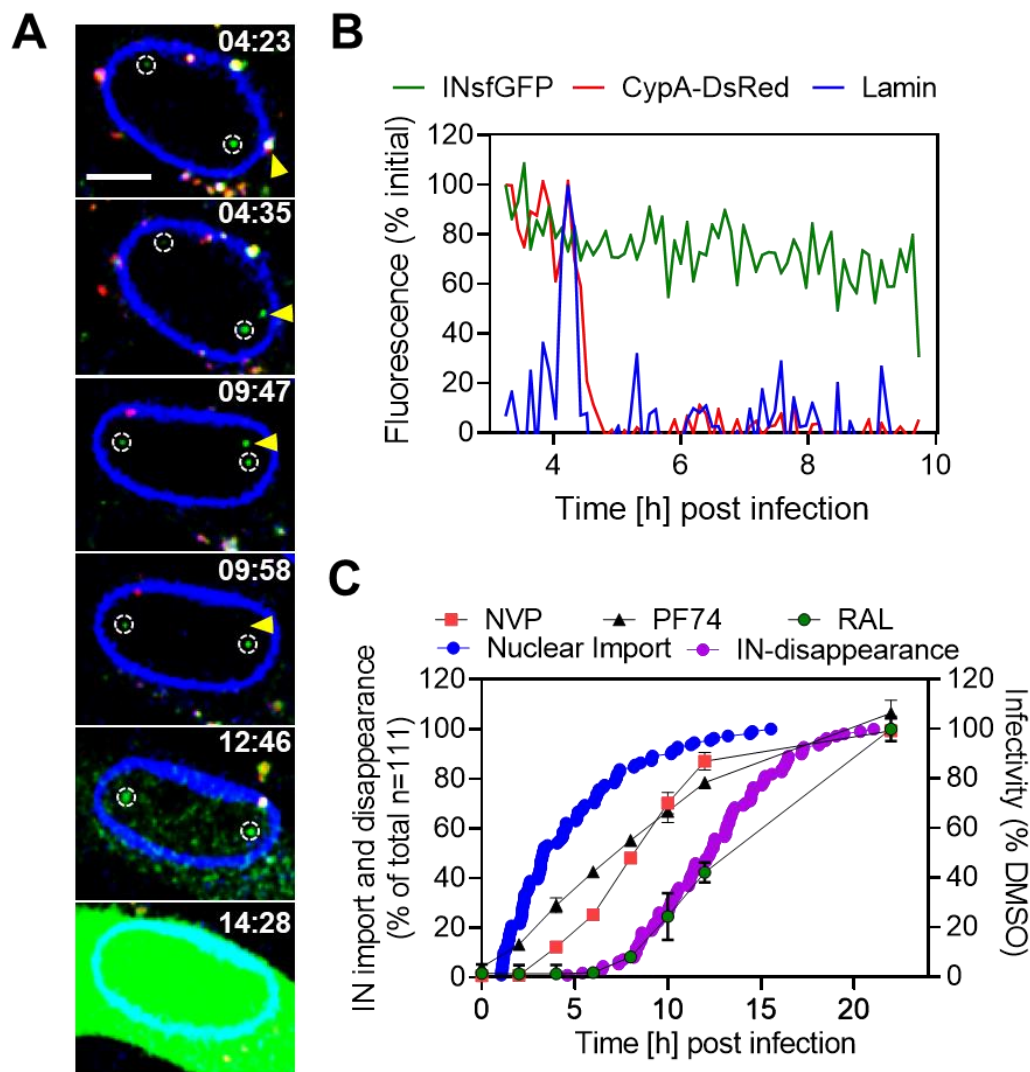 A
04:23
04:35
09:47
09:58
12:46
14:28
B
INsfGFP CypA-DsRed Lamin
Fluorescence (% initial)
120
100
80
60
40
20
0
4 6 8 10
Time [h] post infection
C
NVP PF74 RAL
Nuclear Import IN-disappearance
IN import and disappearance
(% of total n=111)
120
100
80
60
40
20
0
120
100
80
60
40
20
0
Infectivity (% DMSO)
0 5 10 15 20
Time [h] post infection